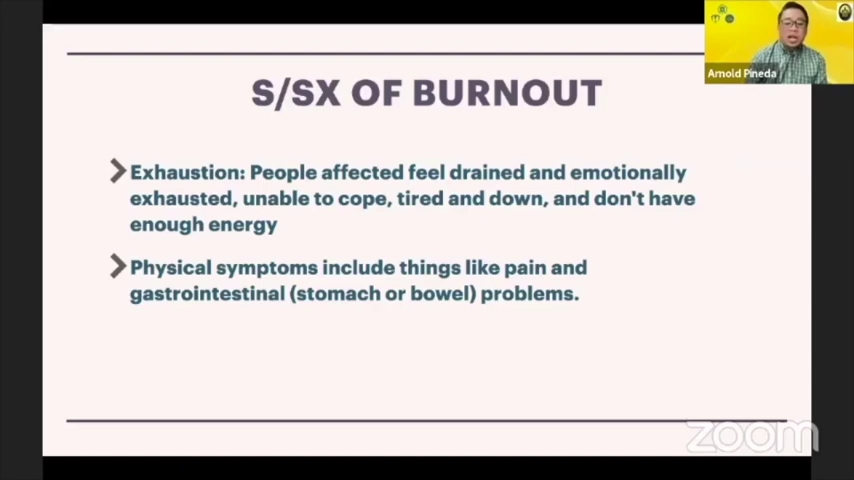 S/SX OF BURNOUT
Exhaustion: People affected feel drained and emotionally
exhausted, unable to cope, tired and down, and don't have
enough energy
Physical symptoms include things like pain and
gastrointestinal (stomach or bowel) problems.
Arnold Pineda
zoom